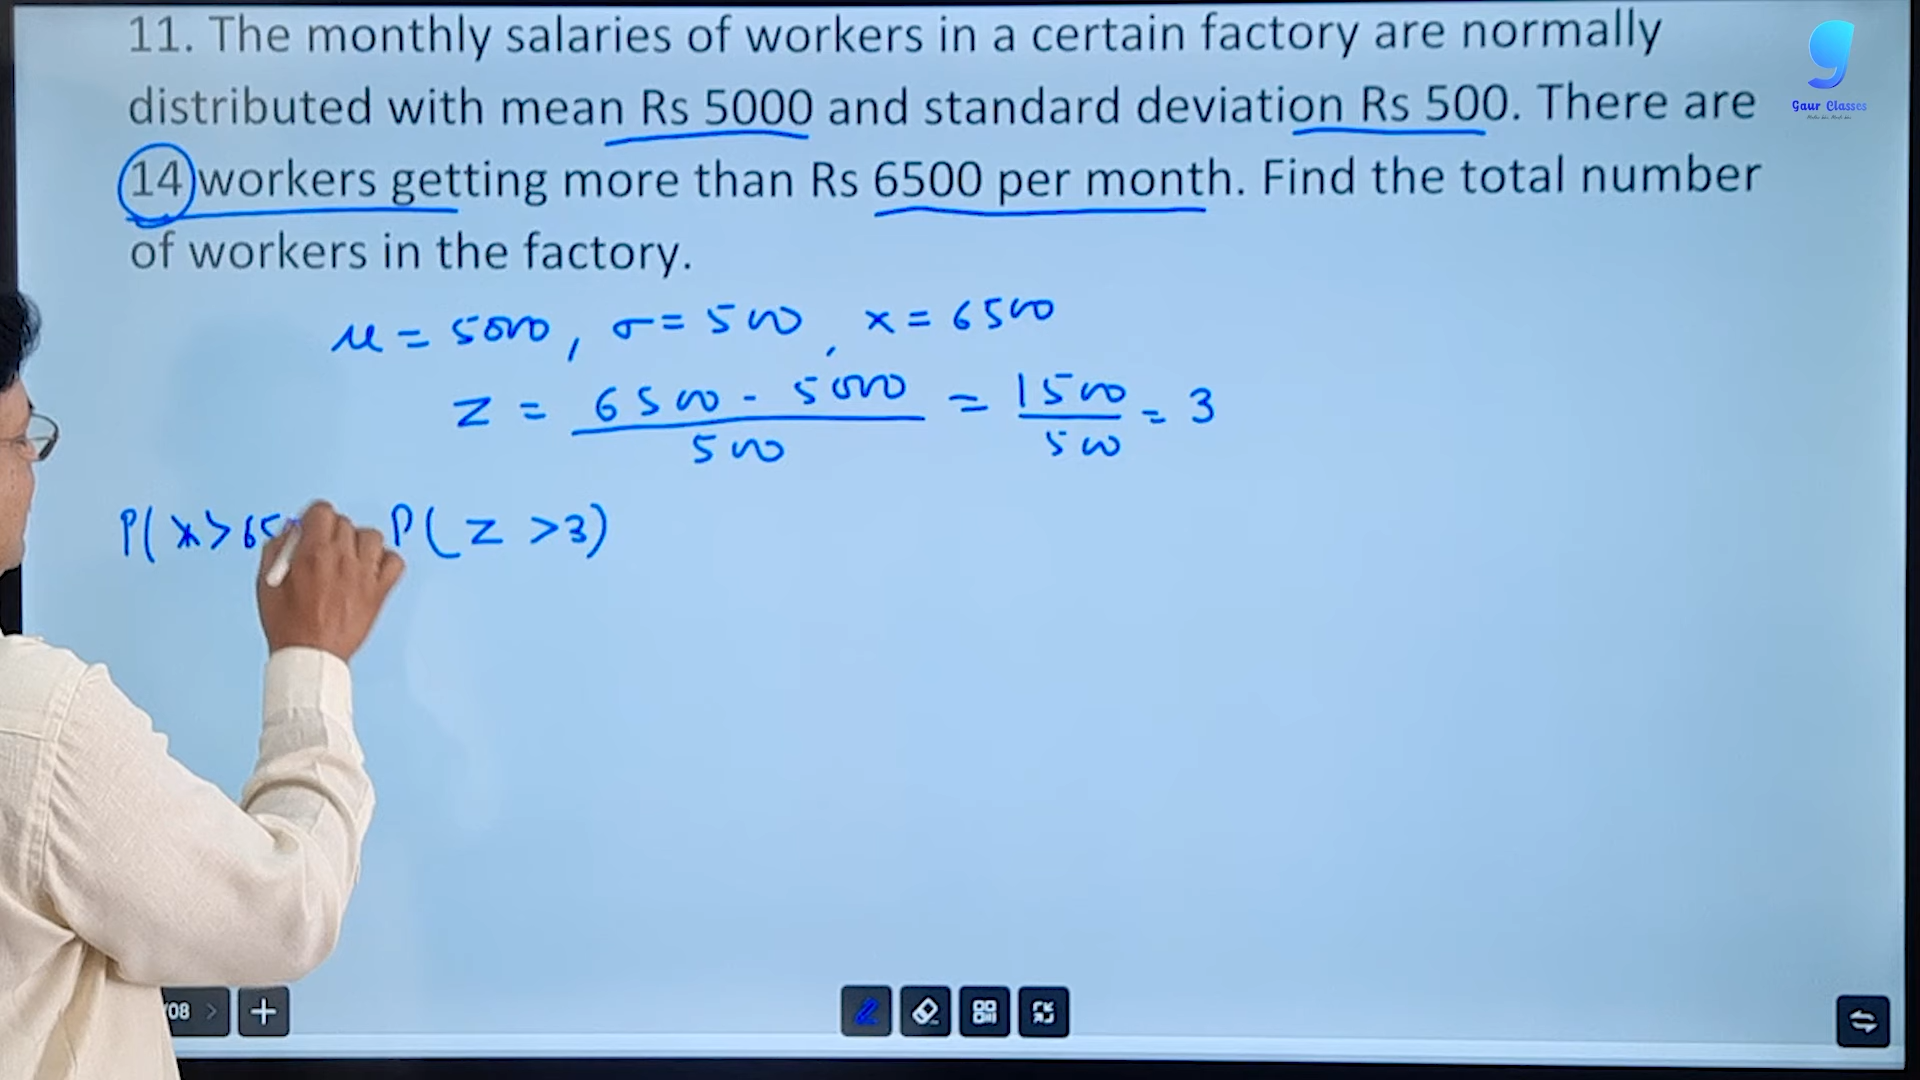 11. The monthly salaries of workers in a certain factory are normally
distributed with mean Rs 5000 and standard deviation Rs 500. There are
14 workers getting more than Rs 6500 per month. Find the total number
of workers in the factory.
μ = 5000, σ = 500, x = 6500
z = 6500 - 5000 / 500 = 1500 / 500 = 3
P(x>65 P(z >3)
g
Gaur Classes
/08 >